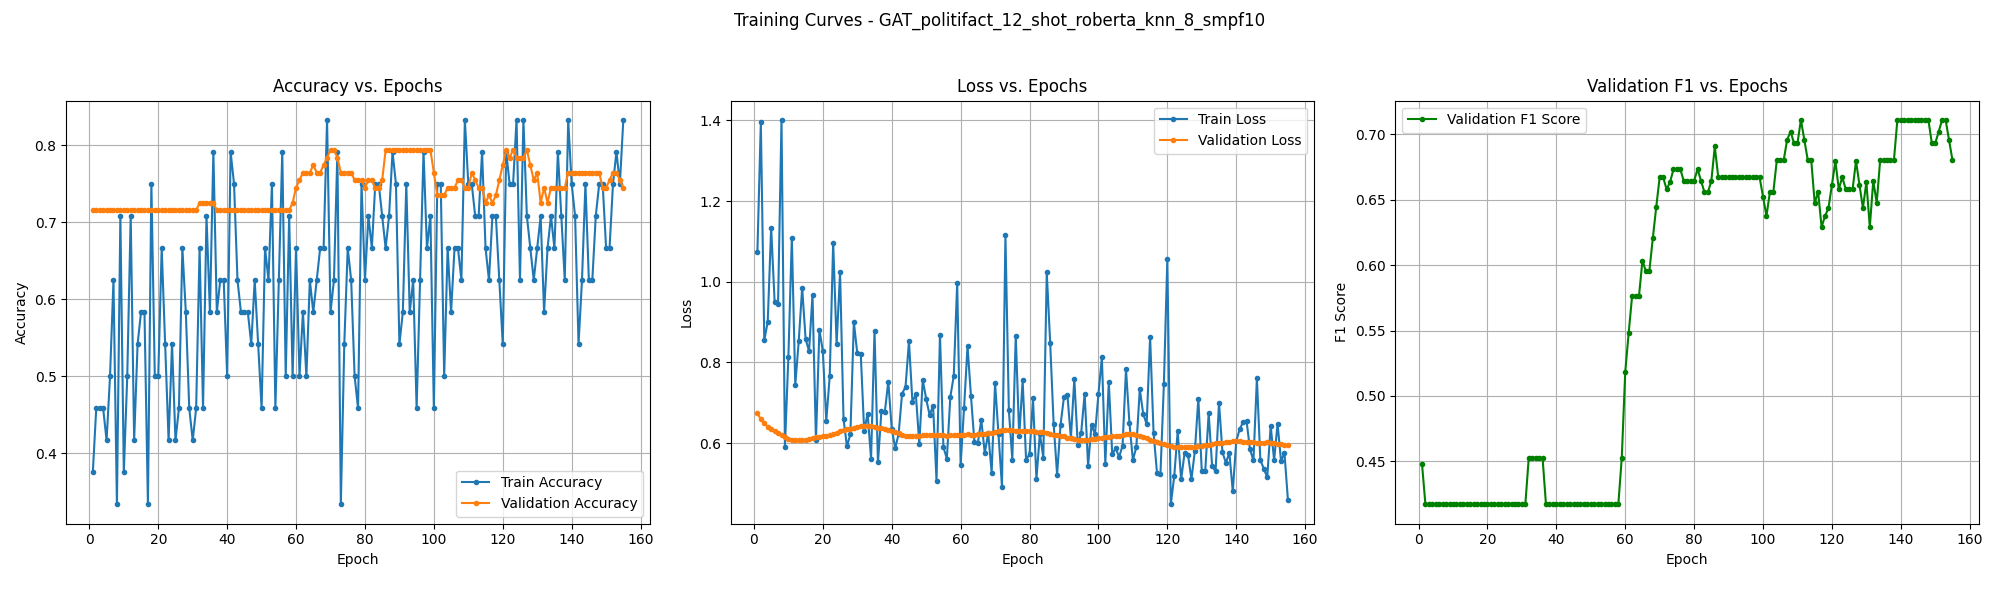 Training Curves - GAT_politifact_12_shot_roberta_knn_8_smpf10
Accuracy vs. Epochs
Accuracy
0.8
0.7
0.6
0.5
0.4
0 20 40 60 80 100 120 140 160
Epoch
Train Accuracy
Validation Accuracy
Loss vs. Epochs
Loss
1.4
1.2
1.0
0.8
0.6
0 20 40 60 80 100 120 140 160
Epoch
Train Loss
Validation Loss
Validation F1 vs. Epochs
F1 Score
0.70
0.65
0.60
0.55
0.50
0.45
0 20 40 60 80 100 120 140 160
Epoch
Validation F1 Score